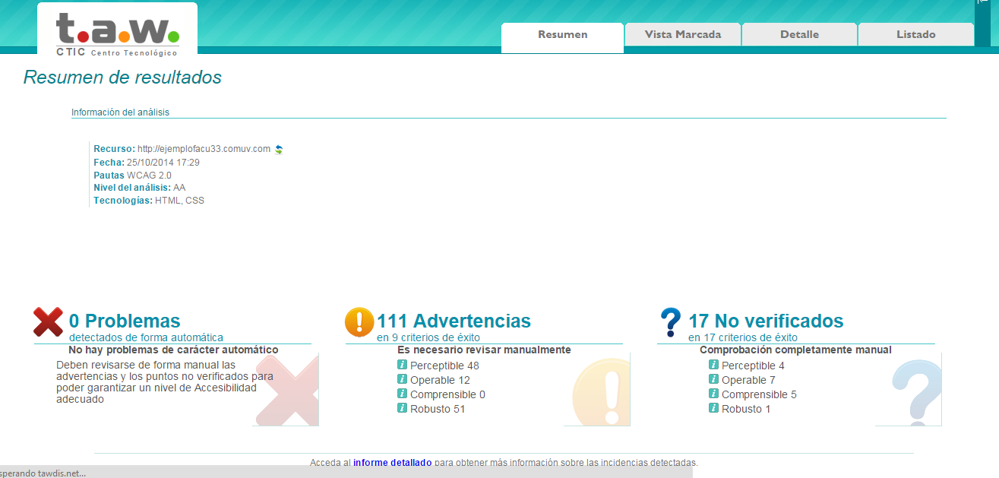 t.a.w.
CTIC Centro Tecnológico
Resumen
Vista Marcada
Detalle
Listado
Resumen de resultados
Información del análisis
Recurso: http://ejemplofacu33.comuv.com
Fecha: 25/10/2014 17:29
Pautas WCAG 2.0
Nivel del análisis: AA
Tecnologías: HTML, CSS
0 Problemas
detectados de forma automática
No hay problemas de carácter automático
Deben revisarse de forma manual las
advertencias y los puntos no verificados para
poder garantizar un nivel de Accesibilidad
adecuado
111 Advertencias
en 9 criterios de éxito
Es necesario revisar manualmente
Perceptible 48
Operable 12
Comprensible 0
Robusto 51
17 No verificados
en 17 criterios de éxito
Comprobación completamente manual
Perceptible 4
Operable 7
Comprensible 5
Robusto 1
Acceda al informe detallado para obtener más información sobre las incidencias detectadas.
sperando tawdis.net...